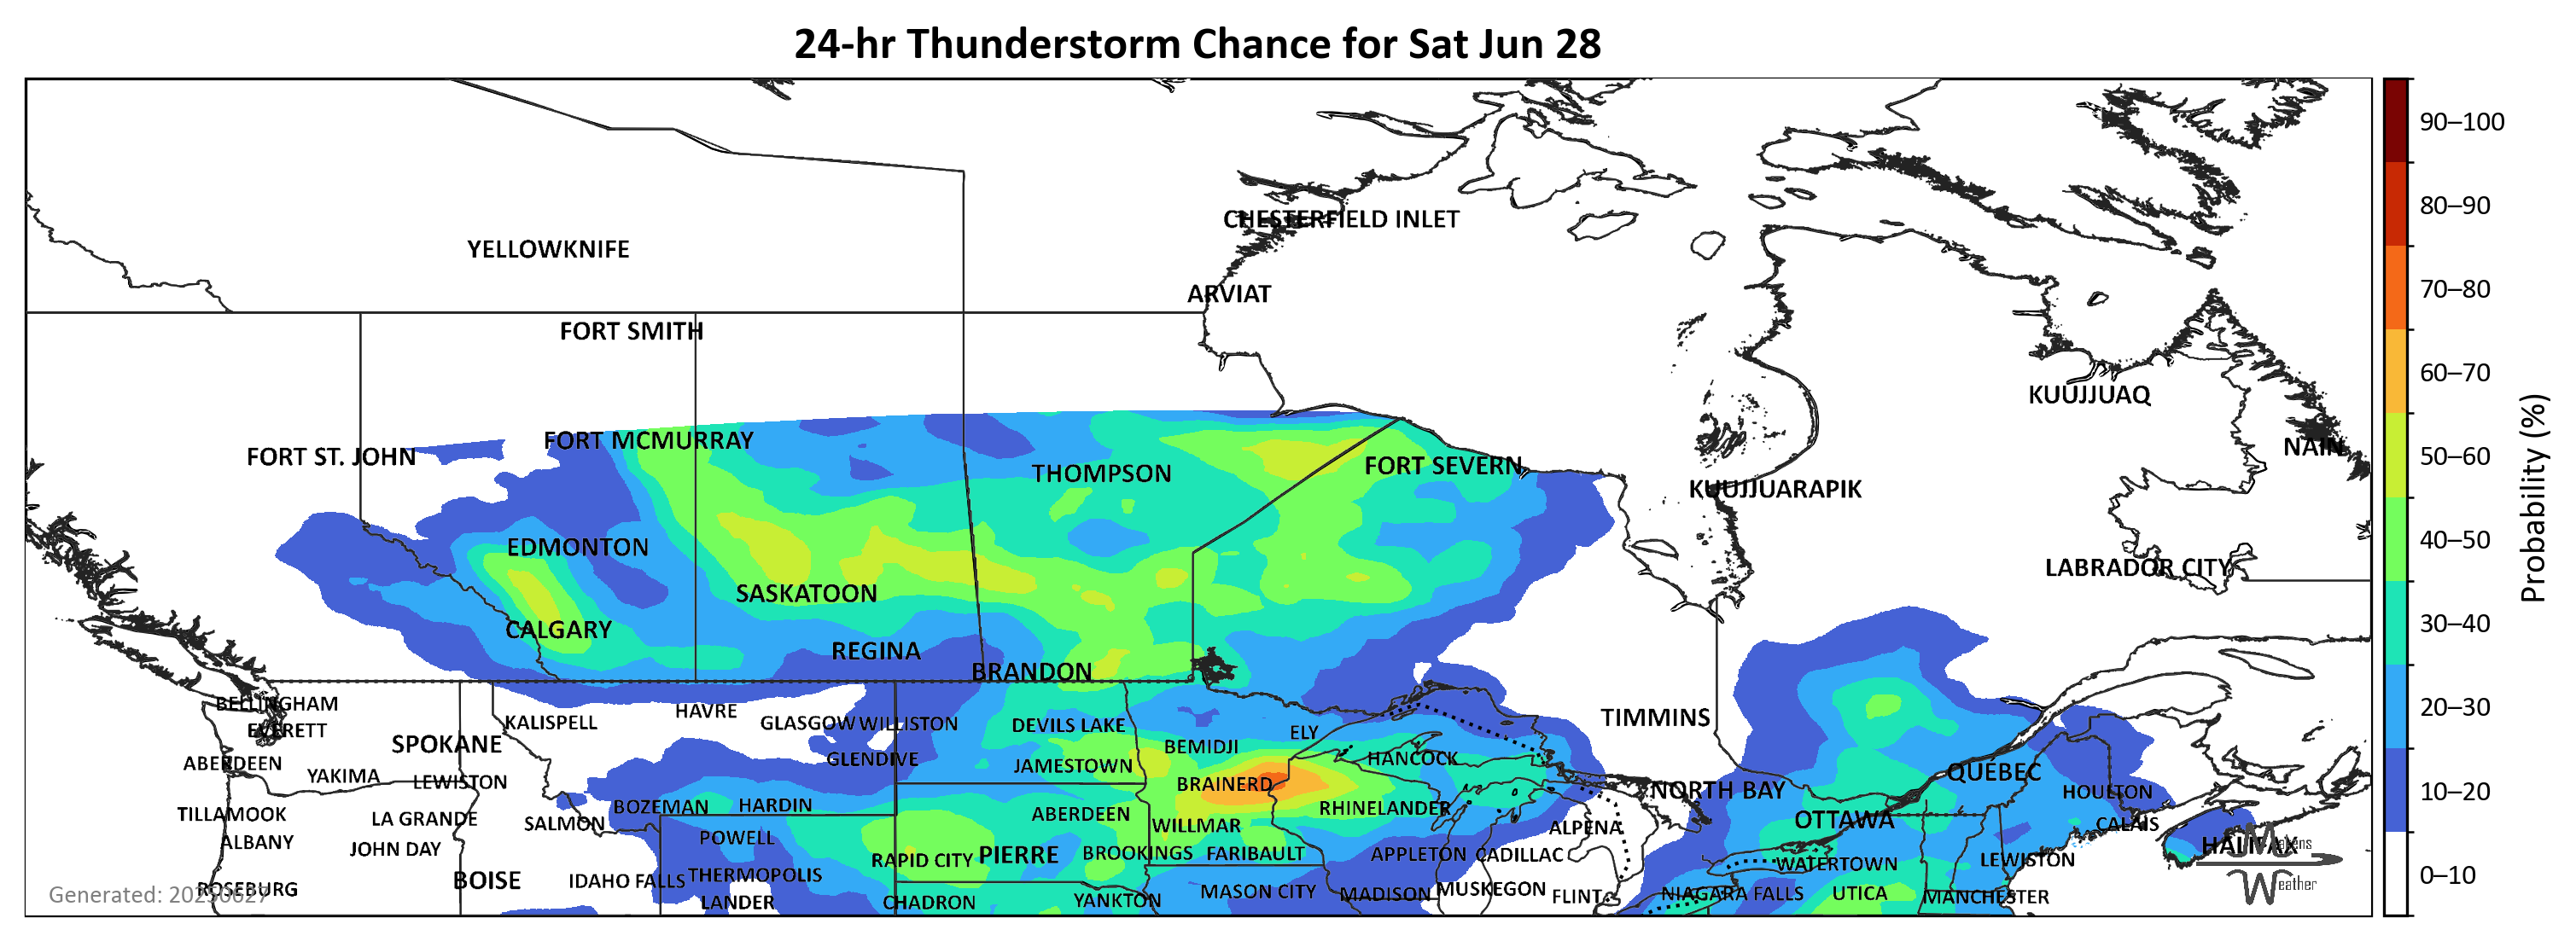 24-hr Thunderstorm Chance for Sat Jun 28
CHESTERFIELD INLET
YELLOWKNIFE
ARVIAT
FORT SMITH
KUUJJUAQ
FORT MCMURRAY
NAIN
FORT ST. JOHN
FORT SEVERN
THOMPSON
KUUJJUARAPIK
EDMONTON
LABRADOR CITY
SASKATOON
CALGARY
REGINA
BRANDON
BELLINGHAM
HAVRE
TIMMINS
KALISPELL
GLASGOW
WILLISTON
DEVILS LAKE
EVERETT
ELY
SPOKANE
BEMIDJI
HANCOCK
GLENDIVE
ABERDEEN
JAMESTOWN
QUÉBEC
YAKIMA
LEWISTON
BRAINERD
NORTH BAY
HOULTON
BOZEMAN
HARDIN
RHINELANDER
TILLAMOOK
ABERDEEN
LA GRANDE
OTTAWA
SALMON
CALAIS
WILLMAR
ALPENA
POWELL
ALBANY
HALIFAX
JOHN DAY
BROOKINGS
FARIBAULT
APPLETON
CADILLAC
PIERRE
RAPID CITY
LEWISTON
WATERTOWN
THERMOPOLIS
BOISE
IDAHO FALLS
ROSEBURG
MASON CITY
MADISON
MUSKEGON
FLINT
NIAGARA FALLS
UTICA
MANCHESTER
LANDER
CHADRON
YANKTON
Generated: 20250627
Weather
90–100
80–90
70–80
60–70
50–60
40–50
30–40
20–30
10–20
0–10
Probability (%)